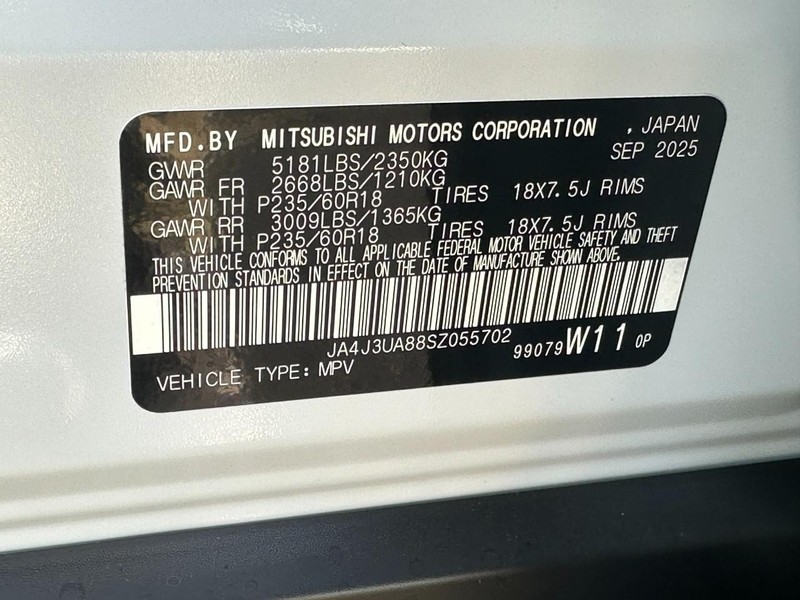 MFD.BY MITSUBISHI MOTORS CORPORATION , JAPAN
SEP 2025
GVWR 5181LBS/2350KG
GAWR FR 2668LBS/1210KG
WITH P235/60R18 TIRES 18X7.5J RIMS
GAWR RR 3009LBS/1365KG
WITH P235/60R18 TIRES 18X7.5J RIMS
THIS VEHICLE CONFORMS TO ALL APPLICABLE FEDERAL MOTOR VEHICLE SAFETY AND THEFT
PREVENTION STANDARDS IN EFFECT ON THE DATE OF MANUFACTURE SHOWN ABOVE.
JA4J3UA88SZ055702
99079 W11 OP
VEHICLE TYPE: MPV